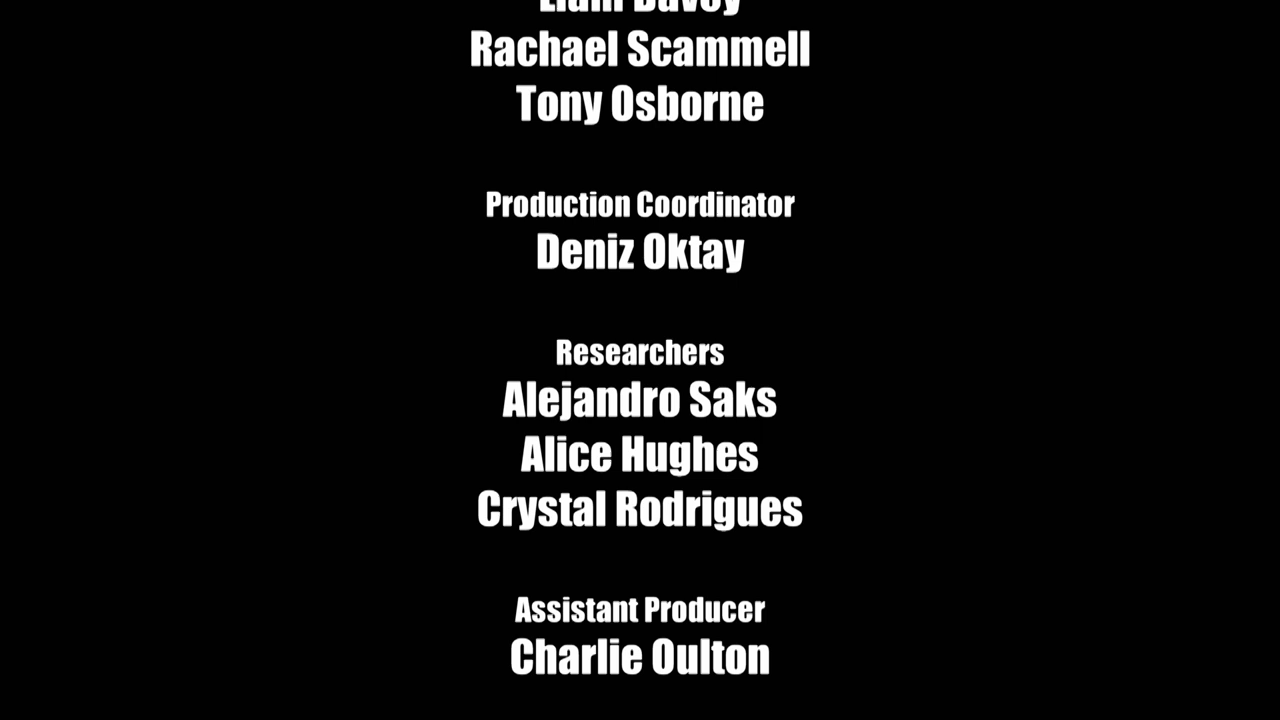 Rachael Scammell
Tony Osborne
Production Coordinator
Deniz Oktay
Researchers
Alejandro Saks
Alice Hughes
Crystal Rodrigues
Assistant Producer
Charlie Oulton